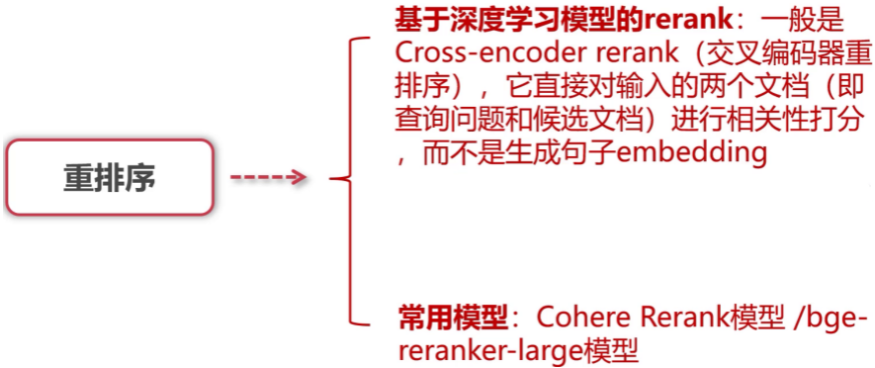 重排序
基于深度学习模型的rerank：一般是
Cross-encoder rerank（交叉编码器重
排序），它直接对输入的两个文档（即
查询问题和候选文档）进行相关性打分
，而不是生成句子embedding
常用模型：Cohere Rerank模型 /bge-
reranker-large模型